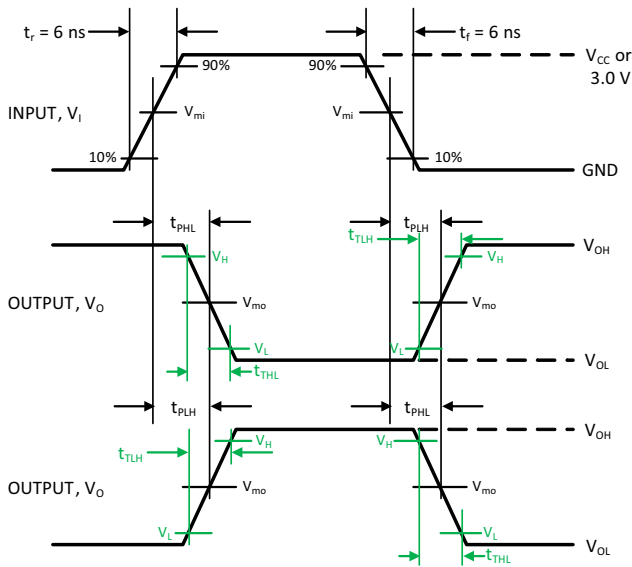 t_r = 6 ns
t_f = 6 ns
90%
90%
V_CC or
3.0 V
INPUT, V_I
V_mi
V_mi
10%
10%
GND
t_PHL
t_PLH
t_TLH
V_H
V_H
V_OH
OUTPUT, V_O
V_mo
V_mo
V_L
V_L
V_OL
t_THL
t_PLH
t_PHL
t_TLH
V_H
V_H
V_OH
OUTPUT, V_O
V_mo
V_mo
V_L
V_L
V_OL
t_THL